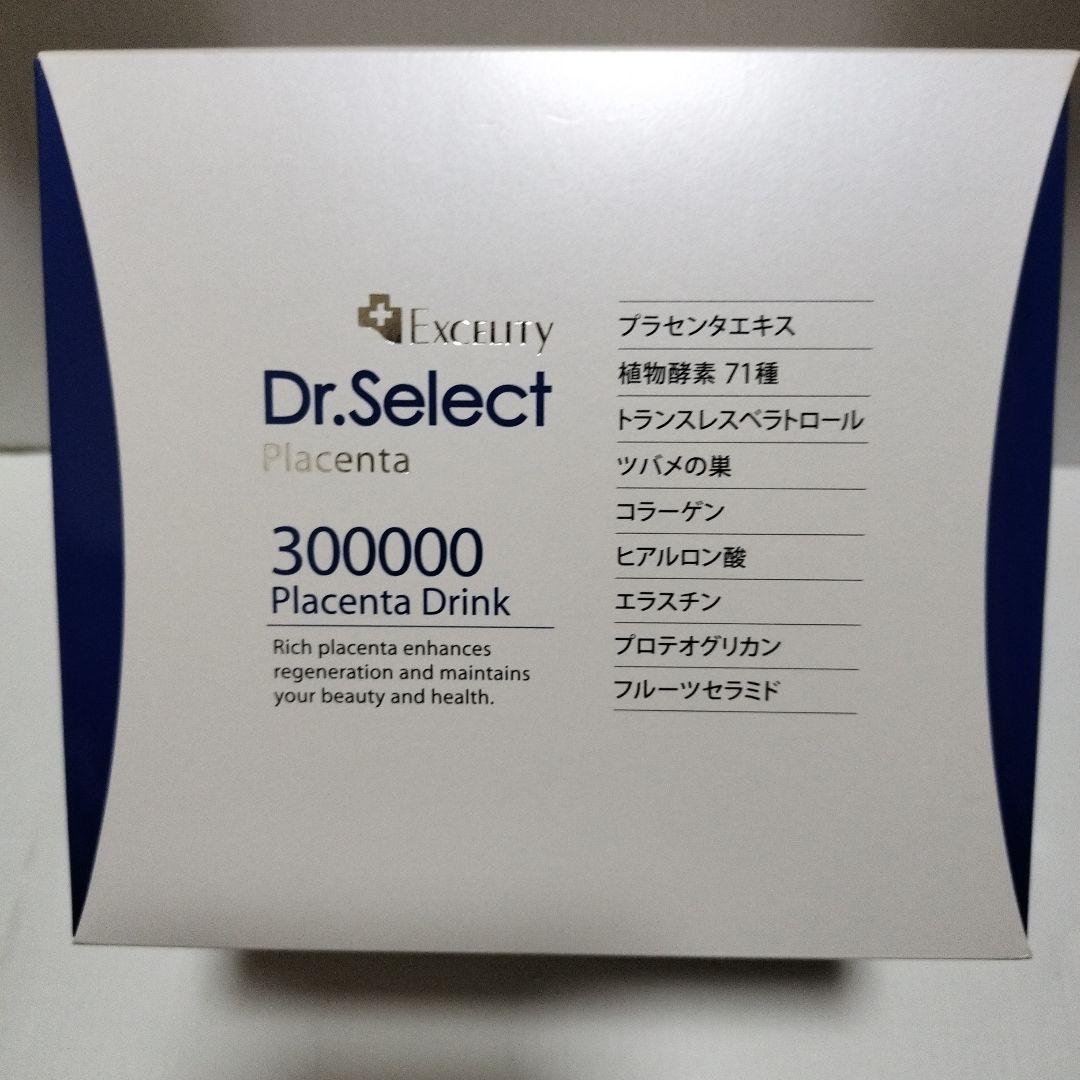 EXCELITY
Dr.Select
Placenta
300000
Placenta Drink
Rich placenta enhances
regeneration and maintains
your beauty and health.
プラセンタエキス
植物酵素 71種
トランスレスベラトロール
ツバメの巣
コラーゲン
ヒアルロン酸
エラスチン
プロテオグリカン
フルーツセラミド